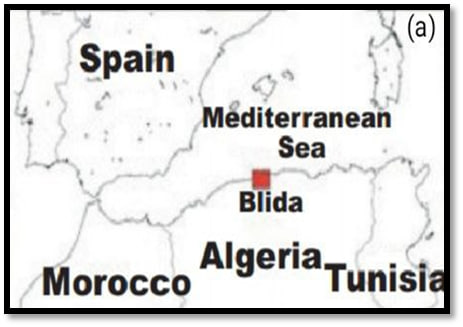 (a)
Spain
Mediterranean
Sea
Blida
Algeria
Tunisia
Morocco